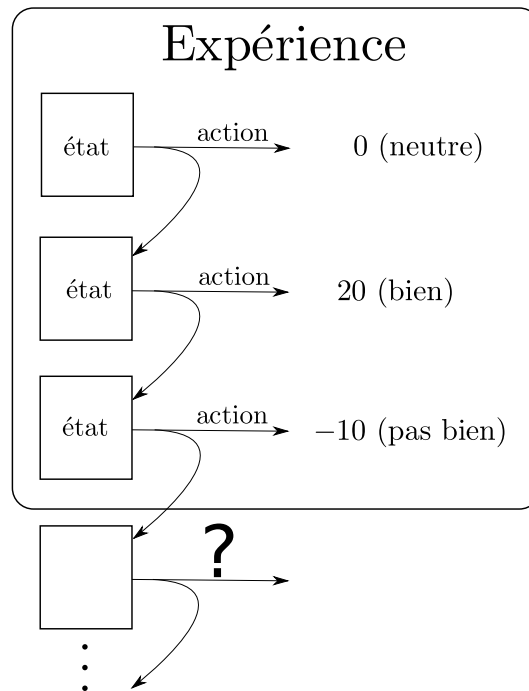 Expérience
état
action
0 (neutre)
état
action
20 (bien)
état
action
−10 (pas bien)
?